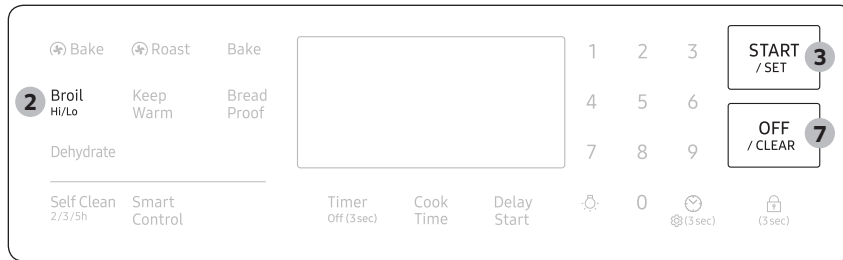 Bake Roast Bake 1 2 3 START 3
/ SET
2 Broil Keep Bread
Hi/Lo Warm Proof 4 5 6
OFF 7
/ CLEAR
Dehydrate 7 8 9
Self Clean Smart Timer Cook Delay 0
2/3/5h Control Off (3 sec) Time Start (3 sec) (3 sec)